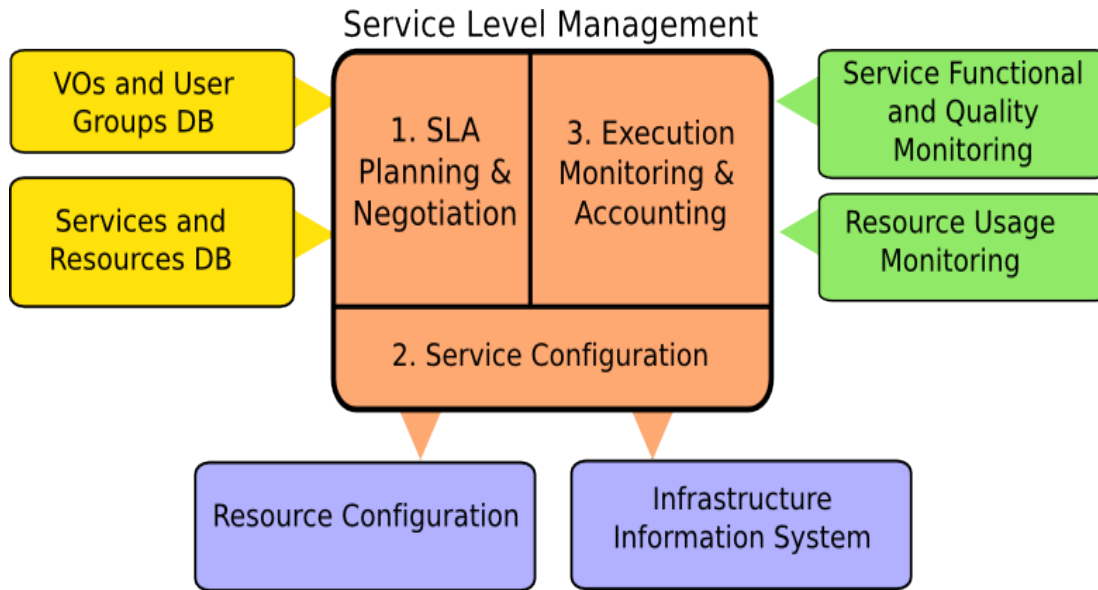 Service Level Management
VOs and User
Groups DB
Services and
Resources DB
1. SLA
Planning &
Negotiation
3. Execution
Monitoring &
Accounting
2. Service Configuration
Service Functional
and Quality
Monitoring
Resource Usage
Monitoring
Resource Configuration
Infrastructure
Information System